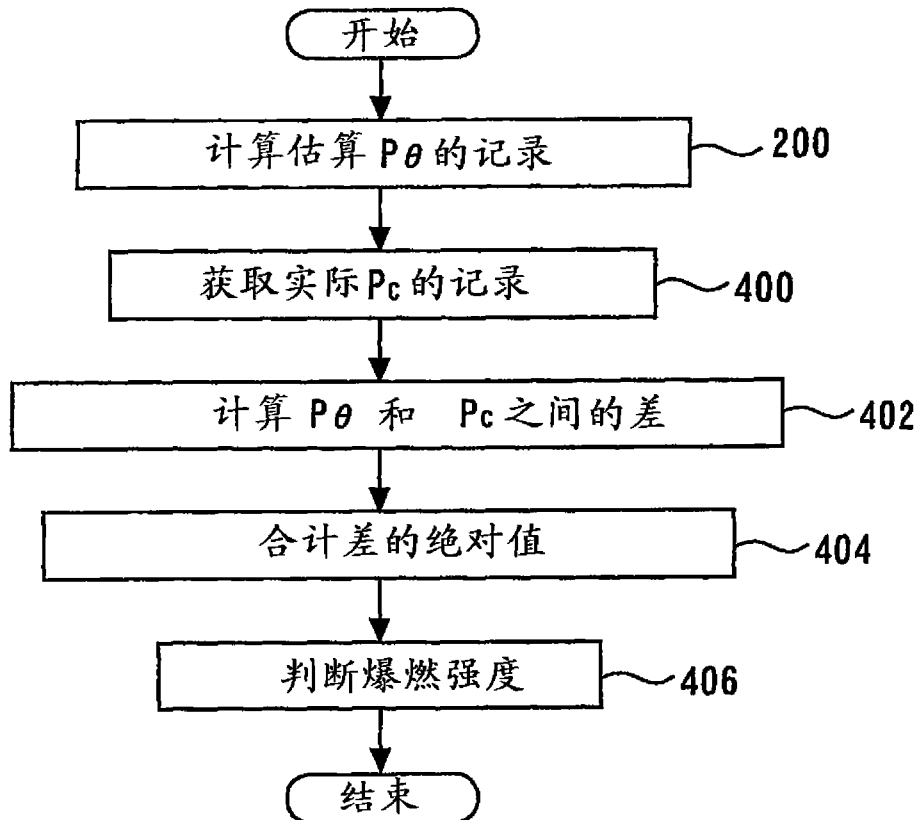 开始
计算估算 Pθ 的记录 200
获取实际 Pc 的记录 400
计算 Pθ 和 Pc 之间的差 402
合计差的绝对值 404
判断爆燃强度 406
结束